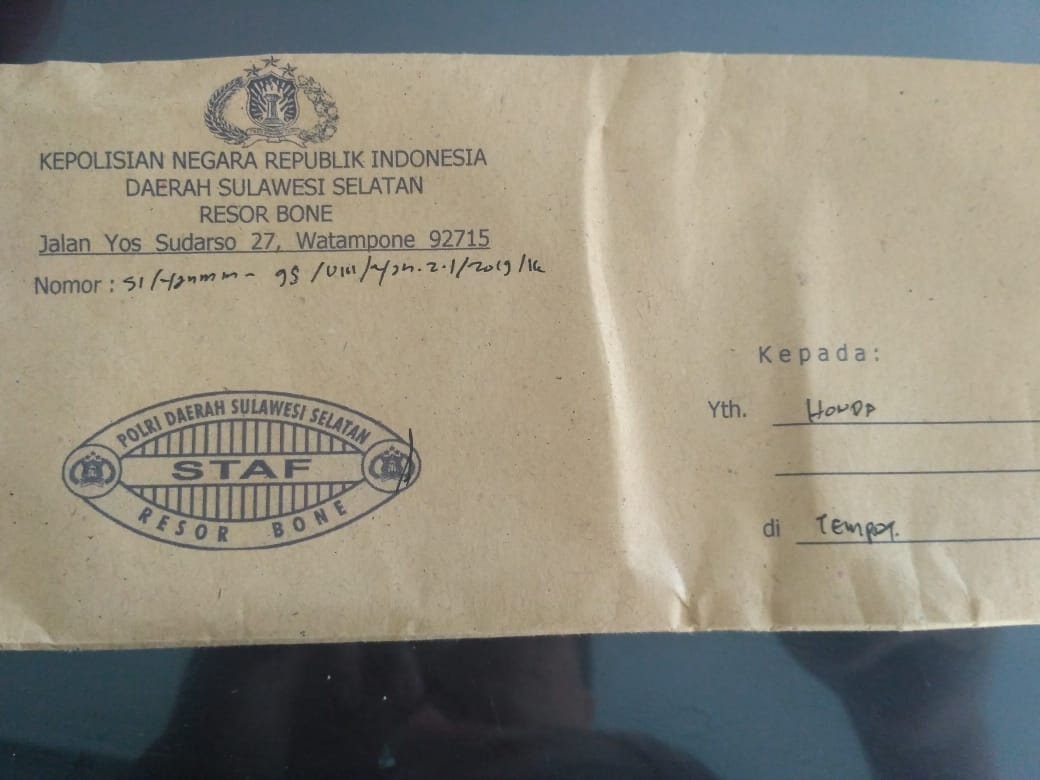 KEPOLISIAN NEGARA REPUBLIK INDONESIA
DAERAH SULAWESI SELATAN
RESOR BONE
Jalan Yos Sudarso 27, Watampone 92715
Nomor :
POLRI DAERAH SULAWESI SELATAN
STAF
RESOR BONE
Kepada:
Yth. HONDA
di Tempat.